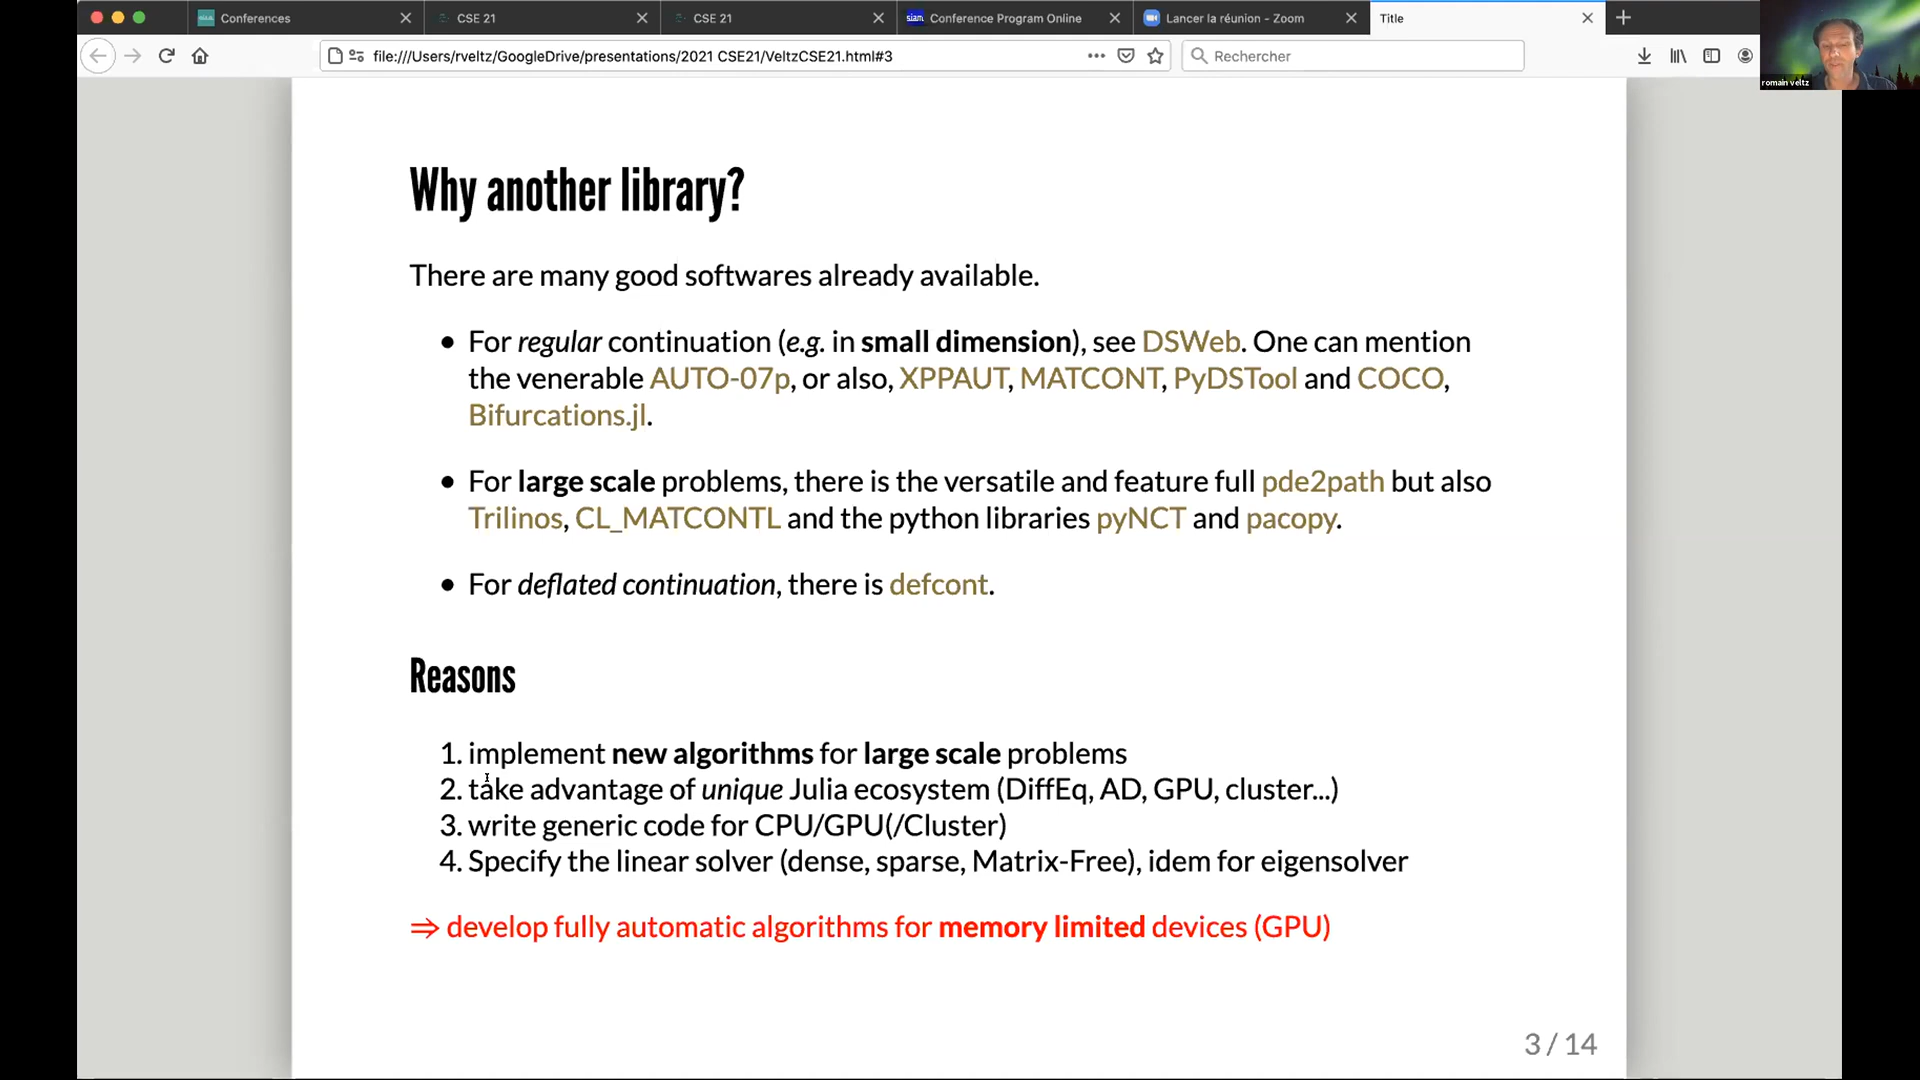 Conferences
CSE 21
CSE 21
siam Conference Program Online
Lancer la réunion - Zoom
Title
file:///Users/rveltz/GoogleDrive/presentations/2021 CSE21/VeltzCSE21.html#3
Rechercher
romain veltz
Why another library?
There are many good softwares already available.
• For regular continuation (e.g. in small dimension), see DSWeb. One can mention
the venerable AUTO-07p, or also, XPPAUT, MATCONT, PyDSTool and COCO,
Bifurcations.jl.
• For large scale problems, there is the versatile and feature full pde2path but also
Trilinos, CL_MATCONTL and the python libraries pyNCT and pacopy.
• For deflated continuation, there is defcont.
Reasons
1. implement new algorithms for large scale problems
2. take advantage of unique Julia ecosystem (DiffEq, AD, GPU, cluster...)
3. write generic code for CPU/GPU(/Cluster)
4. Specify the linear solver (dense, sparse, Matrix-Free), idem for eigensolver
⇒ develop fully automatic algorithms for memory limited devices (GPU)
3 / 14